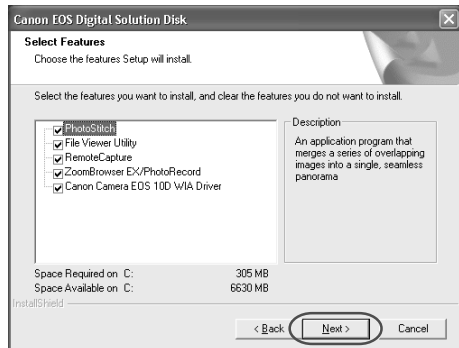 Canon EOS Digital Solution Disk
Select Features
Choose the features Setup will install.
Select the features you want to install, and clear the features you do not want to install.
PhotoStitch
File Viewer Utility
RemoteCapture
ZoomBrowser EX/PhotoRecord
Canon Camera EOS 10D WIA Driver
Description
An application program that
merges a series of overlapping
images into a single, seamless
panorama
Space Required on C: 305 MB
Space Available on C: 6630 MB
InstallShield
< Back
Next >
Cancel